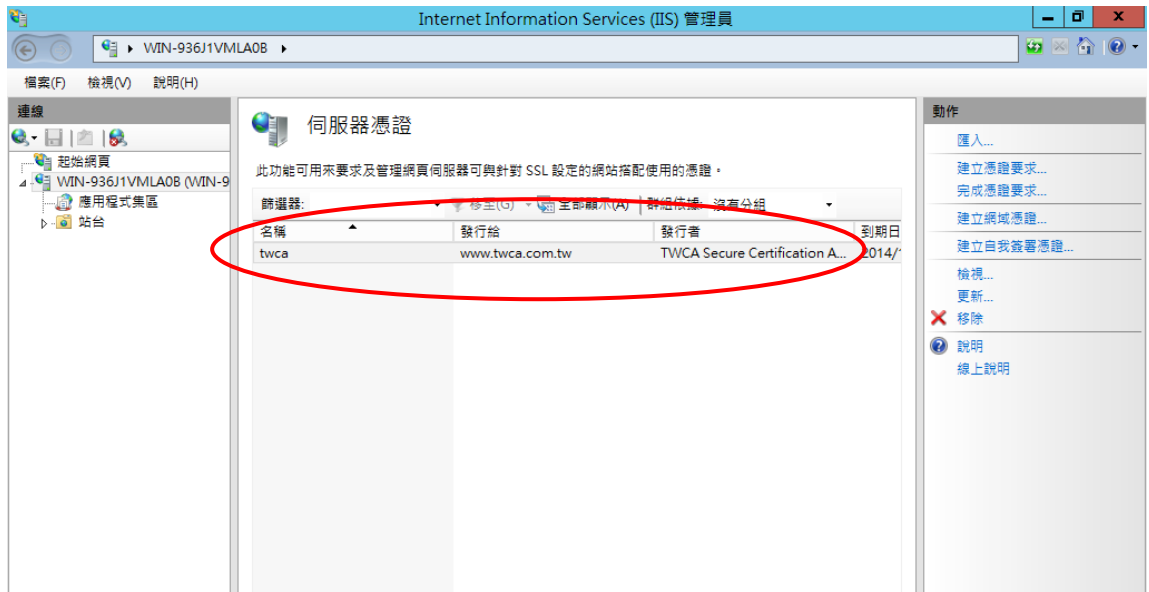 Internet Information Services (IIS) 管理員
WIN-936J1VMLA0B
檔案(F) 檢視(V) 說明(H)
連線
起始網頁
WIN-936J1VMLA0B (WIN-9
應用程式集區
站台
伺服器憑證
此功能可用來要求及管理網頁伺服器可與針對 SSL 設定的網站搭配使用的憑證。
篩選器: 移至(G) 全部顯示(A) 群組依據: 沒有分組
名稱 發行給 發行者 到期日
twca www.twca.com.tw TWCA Secure Certification A... 2014/
動作
匯入...
建立憑證要求...
完成憑證要求...
建立網域憑證...
建立自我簽署憑證...
檢視...
更新...
移除
說明
線上說明